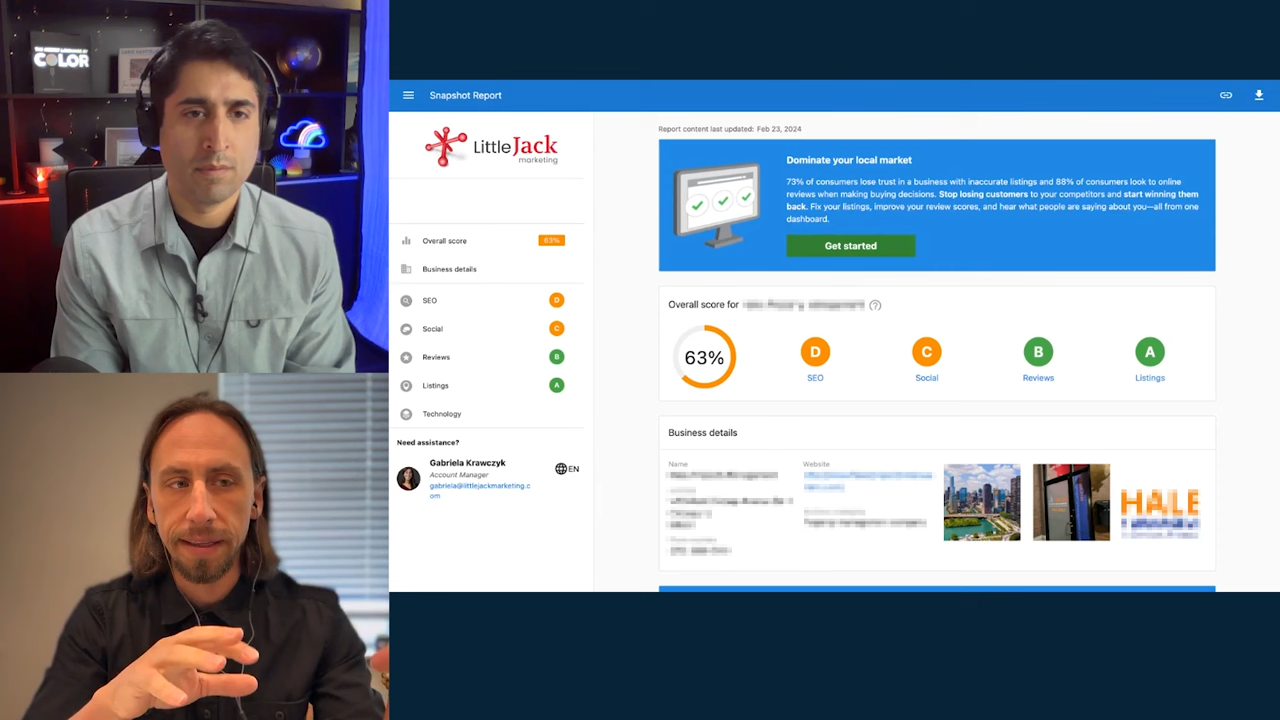 COLOR
Snapshot Report
LittleJack
marketing
Overall score
63%
Business details
SEO
D
Social
C
Reviews
B
Listings
A
Technology
Need assistance?
Gabriela Krawczyk
Account Manager
gabriela@littlejackmarketing.c
om
EN
Report content last updated: Feb 23, 2024
Dominate your local market
73% of consumers lose trust in a business with inaccurate listings and 88% of consumers look to online
reviews when making buying decisions. Stop losing customers to your competitors and start winning them
back. Fix your listings, improve your review scores, and hear what people are saying about you—all from one
dashboard.
Get started
Overall score for
63%
D
SEO
C
Social
B
Reviews
A
Listings
Business details
Name
Website
HALE